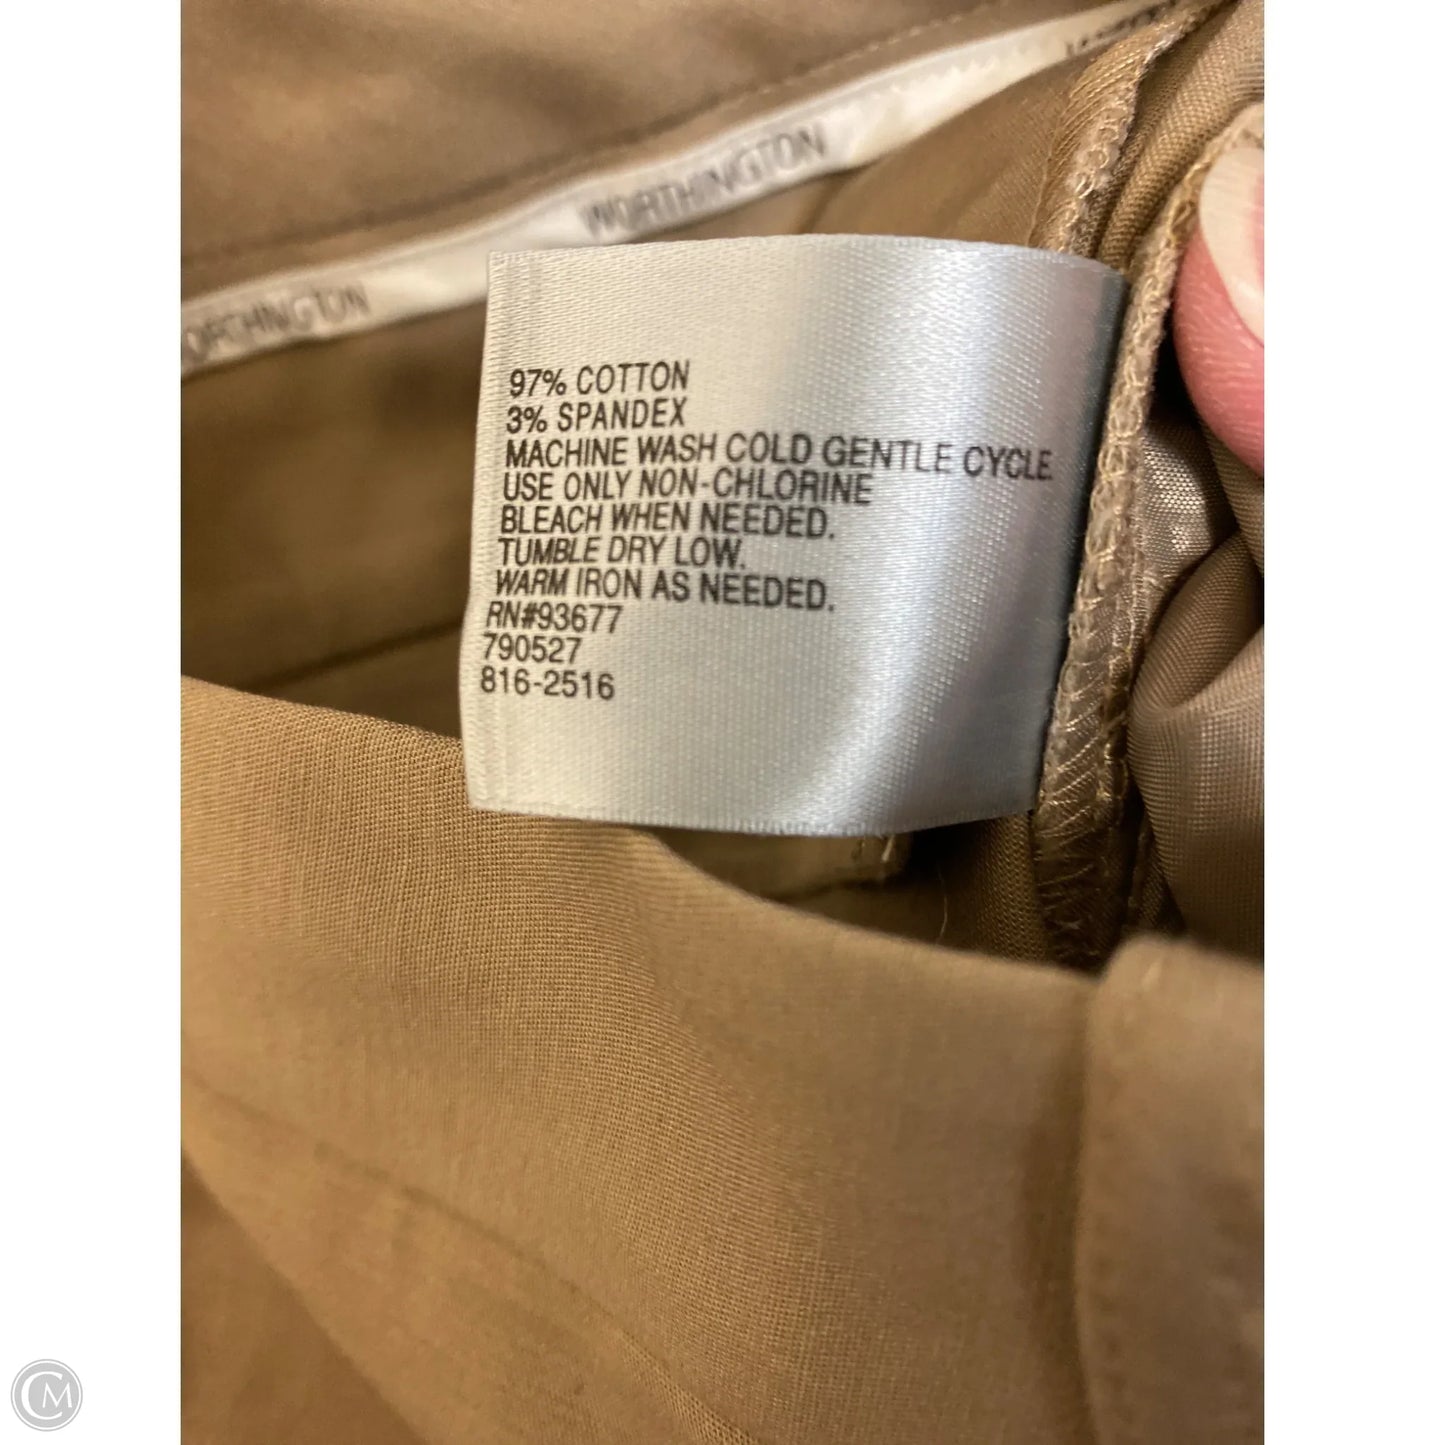 WORTHINGTON
WORTHINGTON
97% COTTON
3% SPANDEX
MACHINE WASH COLD GENTLE CYCLE.
USE ONLY NON-CHLORINE
BLEACH WHEN NEEDED.
TUMBLE DRY LOW.
WARM IRON AS NEEDED.
RN#93677
790527
816-2516
CM